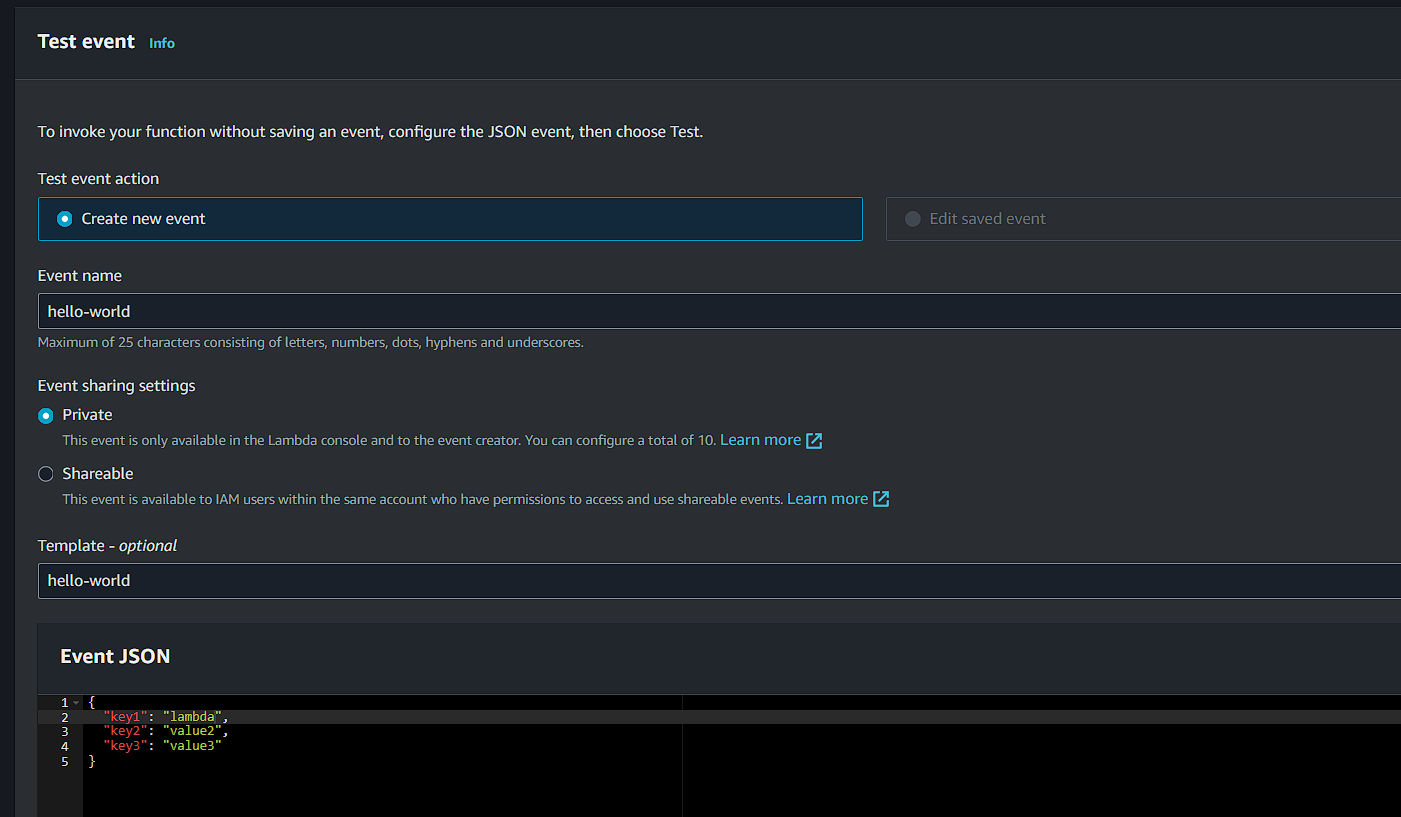 Test event Info
To invoke your function without saving an event, configure the JSON event, then choose Test.
Test event action
Create new event
Edit saved event
Event name
hello-world
Maximum of 25 characters consisting of letters, numbers, dots, hyphens and underscores.
Event sharing settings
Private
This event is only available in the Lambda console and to the event creator. You can configure a total of 10. Learn more
Shareable
This event is available to IAM users within the same account who have permissions to access and use shareable events. Learn more
Template - optional
hello-world
Event JSON
1 {
2 "key1": "lambda",
3 "key2": "value2",
4 "key3": "value3"
5 }